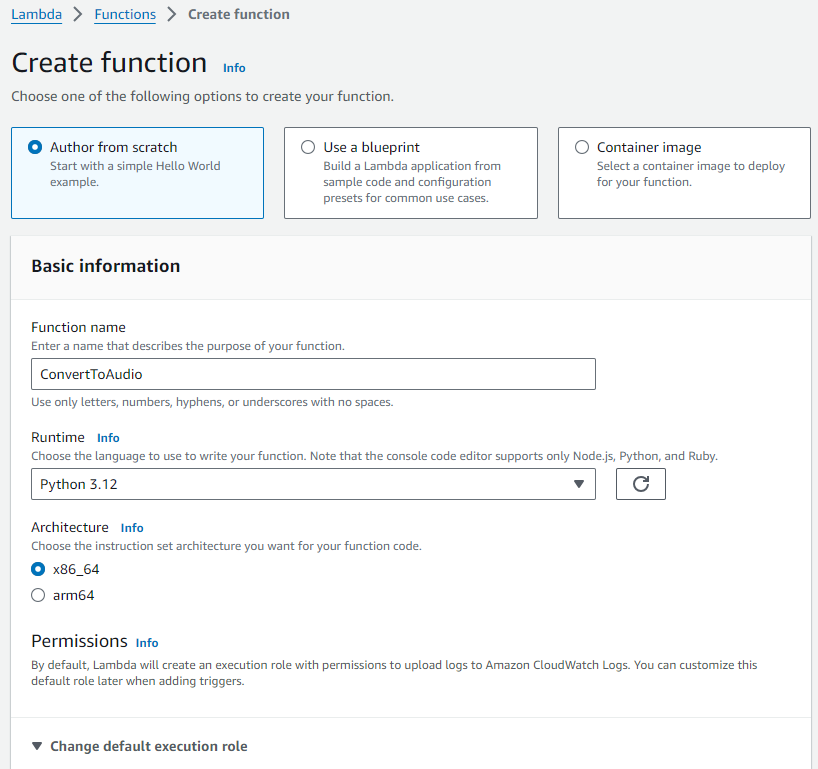 Lambda > Functions > Create function
Create function Info
Choose one of the following options to create your function.
Author from scratch
Start with a simple Hello World
example.
Use a blueprint
Build a Lambda application from
sample code and configuration
presets for common use cases.
Container image
Select a container image to deploy
for your function.
Basic information
Function name
Enter a name that describes the purpose of your function.
ConvertToAudio
Use only letters, numbers, hyphens, or underscores with no spaces.
Runtime Info
Choose the language to use to write your function. Note that the console code editor supports only Node.js, Python, and Ruby.
Python 3.12
Architecture Info
Choose the instruction set architecture you want for your function code.
x86_64
arm64
Permissions Info
By default, Lambda will create an execution role with permissions to upload logs to Amazon CloudWatch Logs. You can customize this
default role later when adding triggers.
Change default execution role